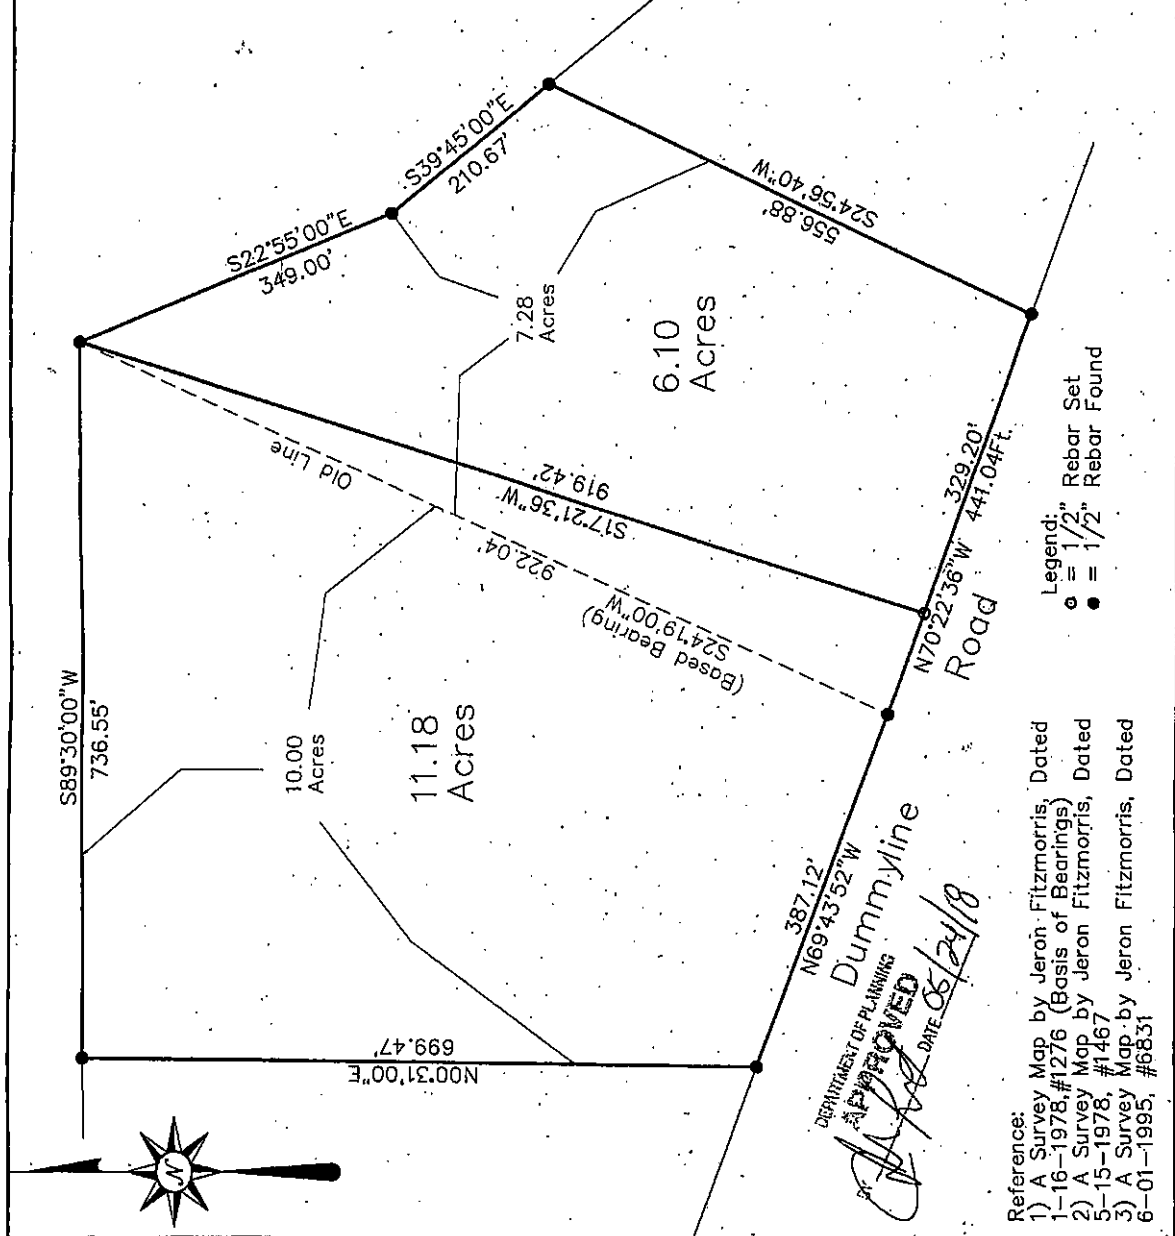 S89°30'00"W
736.55'
S22°55'00"E
349.00'
S39°45'00"E
210.67'
S24°56'40"W
556.88'
7.28
Acres
6.10
Acres
Old Line
919.42'
S17°21'36"W
922.04'
S24°19'00"W
(Based Bearing)
10.00
Acres
11.18
Acres
699.47'
N00°31'00"E
N
387.12'
N69°43'52"W
329.20'
N70°22'36"W 441.04Ft.
Dummyline Road
DEPARTMENT OF PLANNING
APPROVED
BY
DATE 06/24/18
Legend:
o = 1/2" Rebar Set
● = 1/2" Rebar Found
Reference:
1) A Survey Map by Jeron Fitzmorris, Dated
1-16-1978,#1276 (Basis of Bearings)
2) A Survey Map by Jeron Fitzmorris, Dated
5-15-1978, #1467
3) A Survey Map by Jeron Fitzmorris, Dated
6-01-1995, #6831